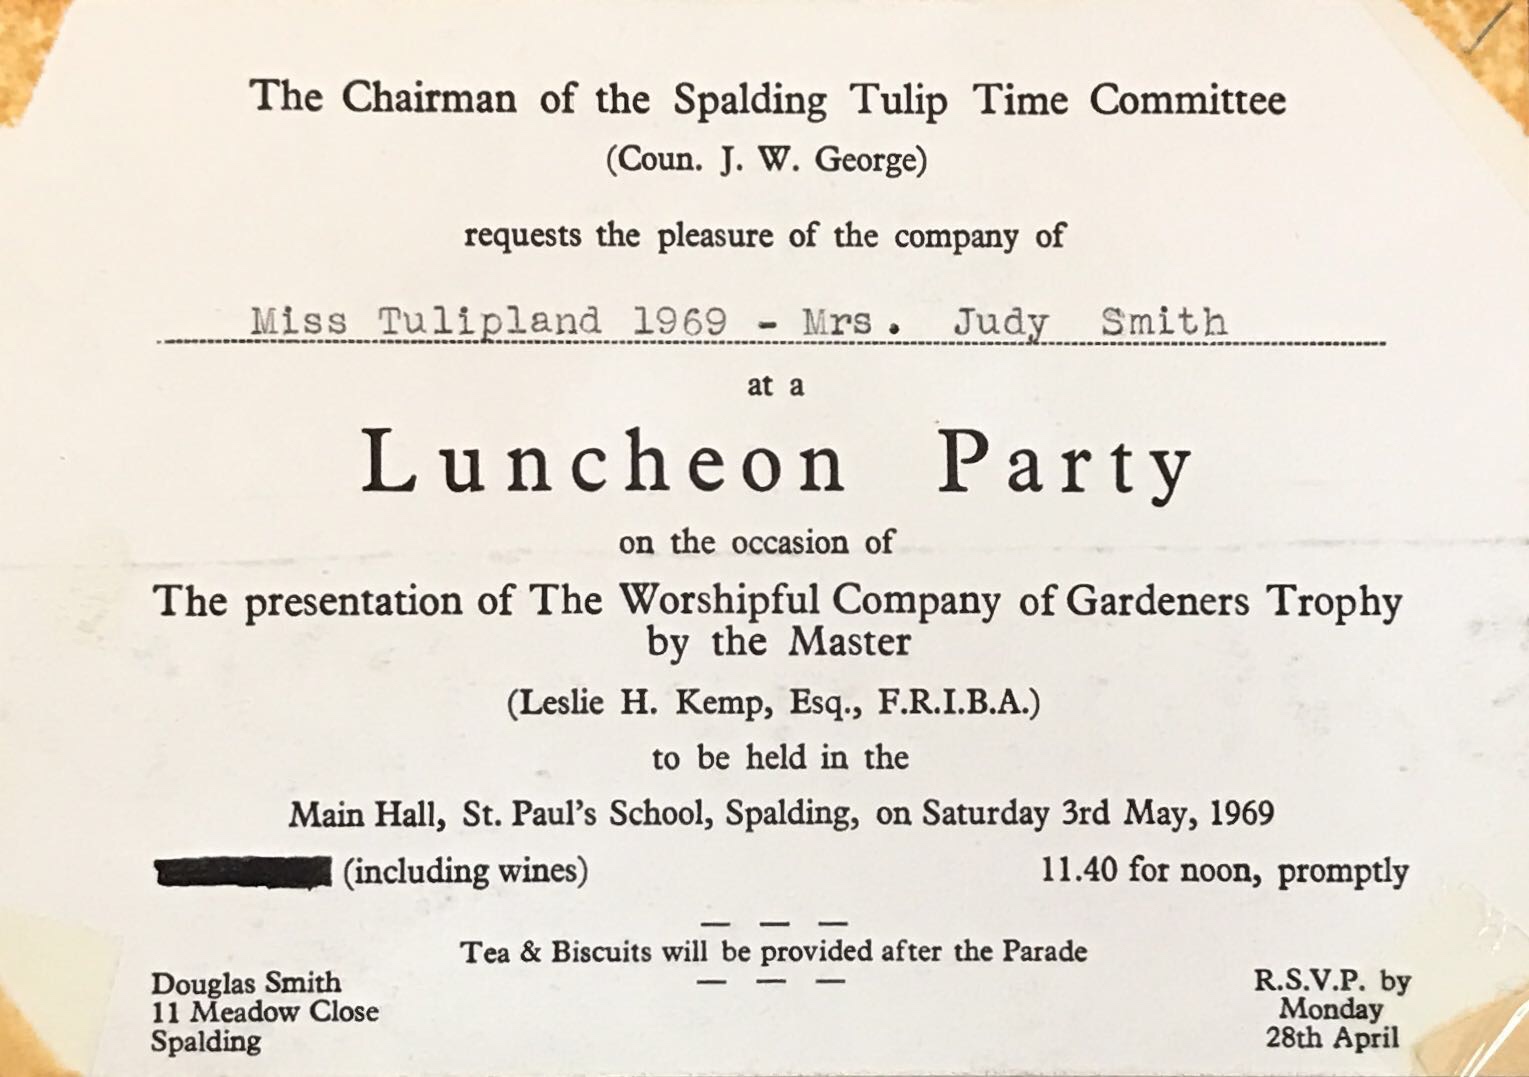 The Chairman of the Spalding Tulip Time Committee
(Coun. J. W. George)
requests the pleasure of the company of
Miss Tulipland 1969 - Mrs. Judy Smith
at a
Luncheon Party
on the occasion of
The presentation of The Worshipful Company of Gardeners Trophy
by the Master
(Leslie H. Kemp, Esq., F.R.I.B.A.)
to be held in the
Main Hall, St. Paul's School, Spalding, on Saturday 3rd May, 1969
(including wines) 11.40 for noon, promptly
— — —
Tea & Biscuits will be provided after the Parade
— — —
Douglas Smith
11 Meadow Close
Spalding
R.S.V.P. by
Monday
28th April